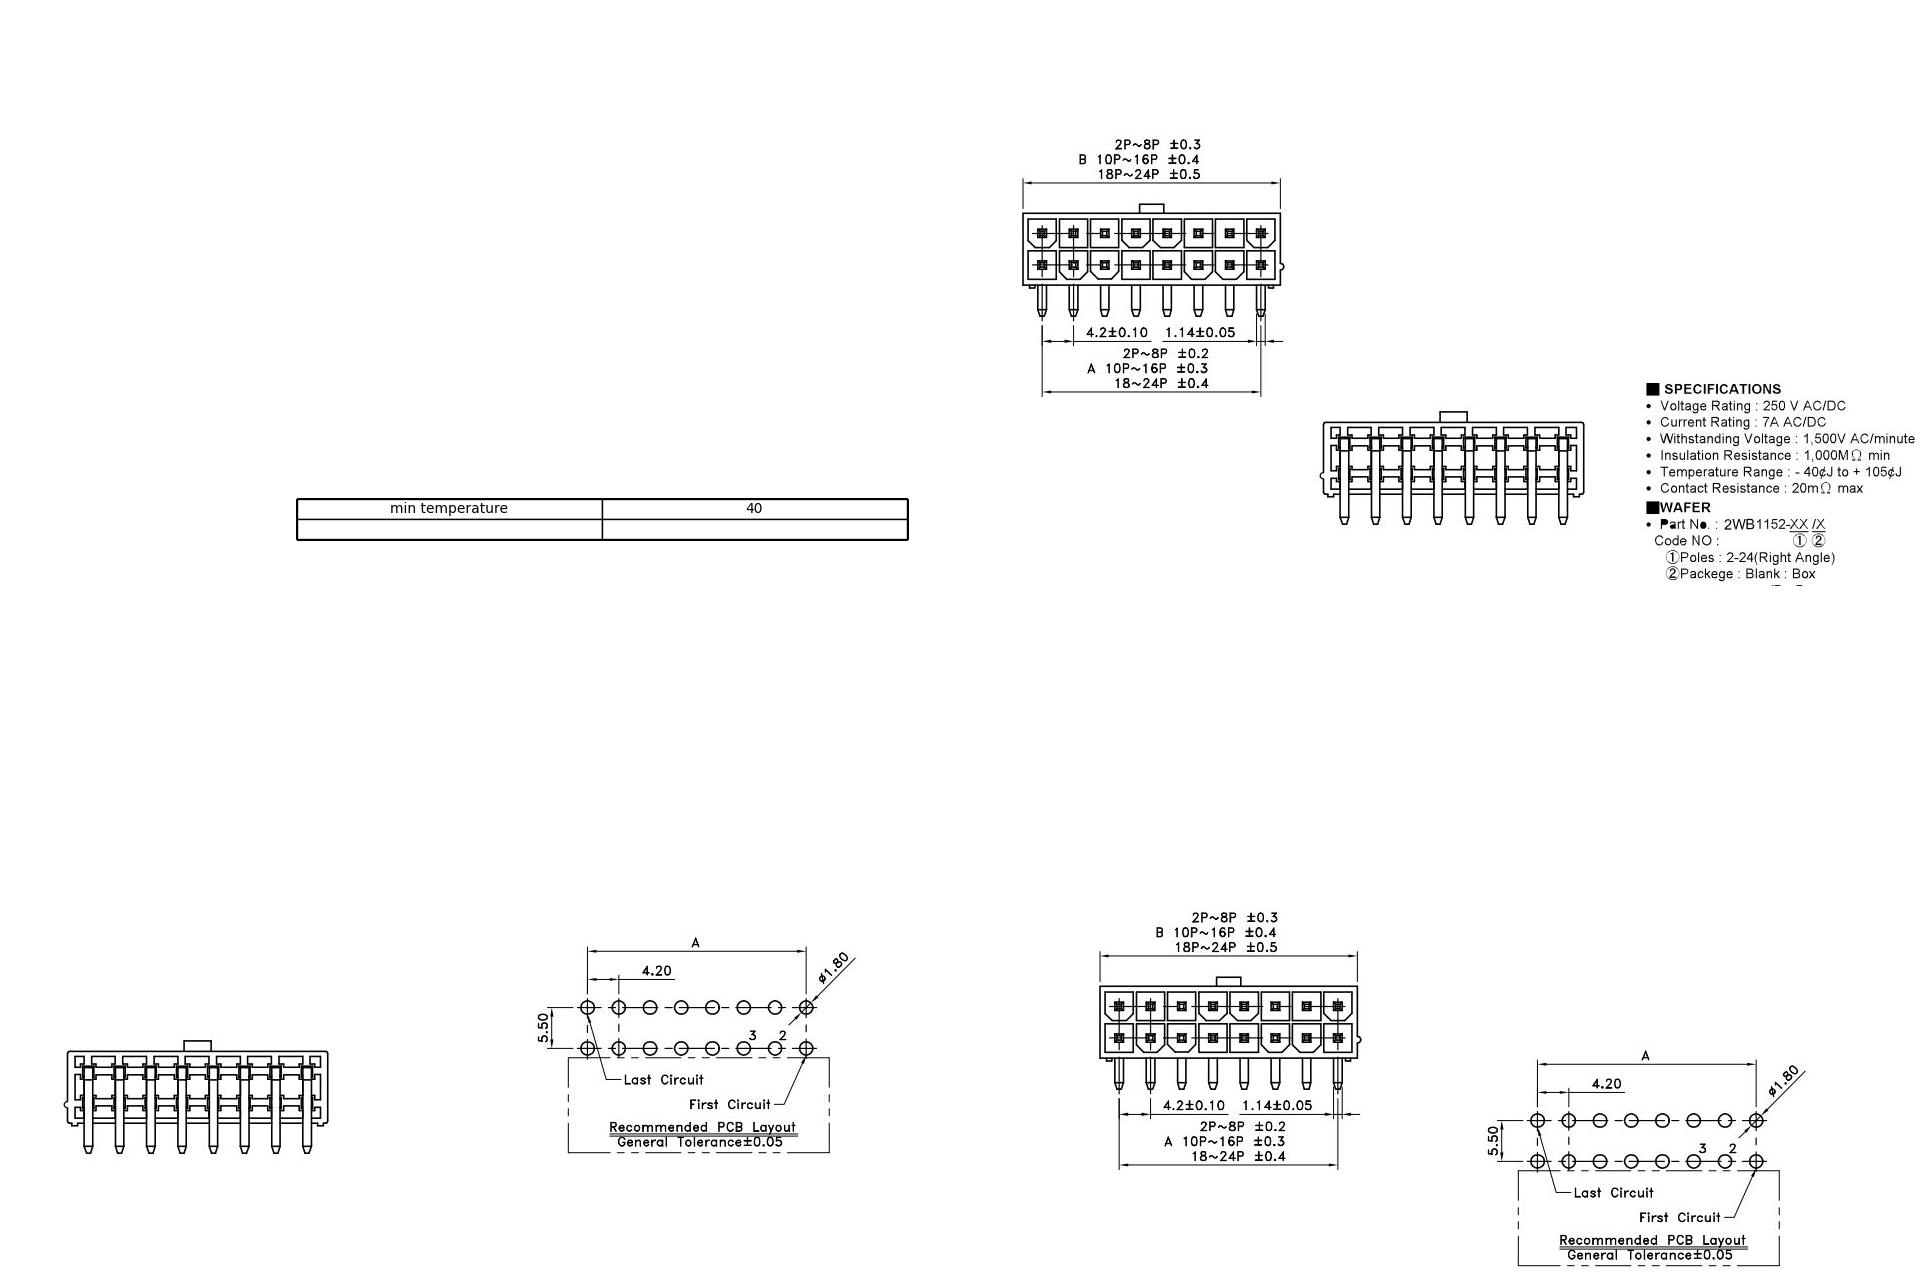 2P~8P ±0.3
B 10P~16P ±0.4
18P~24P ±0.5
4.2±0.10 1.14±0.05
2P~8P ±0.2
A 10P~16P ±0.3
18~24P ±0.4
■ SPECIFICATIONS
• Voltage Rating : 250 V AC/DC
• Current Rating : 7A AC/DC
• Withstanding Voltage : 1,500V AC/minute
• Insulation Resistance : 1,000MΩ min
• Temperature Range : - 40¢J to + 105¢J
• Contact Resistance : 20mΩ max
■WAFER
• Part No. : 2WB1152-XX /X
Code NO : ① ②
①Poles : 2-24(Right Angle)
②Packege : Blank : Box
min temperature 40
A
4.20
ø1.80
5.50
3 2
Last Circuit
First Circuit
Recommended PCB Layout
General Tolerance±0.05
2P~8P ±0.3
B 10P~16P ±0.4
18P~24P ±0.5
4.2±0.10 1.14±0.05
2P~8P ±0.2
A 10P~16P ±0.3
18~24P ±0.4
A
4.20
ø1.80
5.50
3 2
Last Circuit
First Circuit
Recommended PCB Layout
General Tolerance±0.05